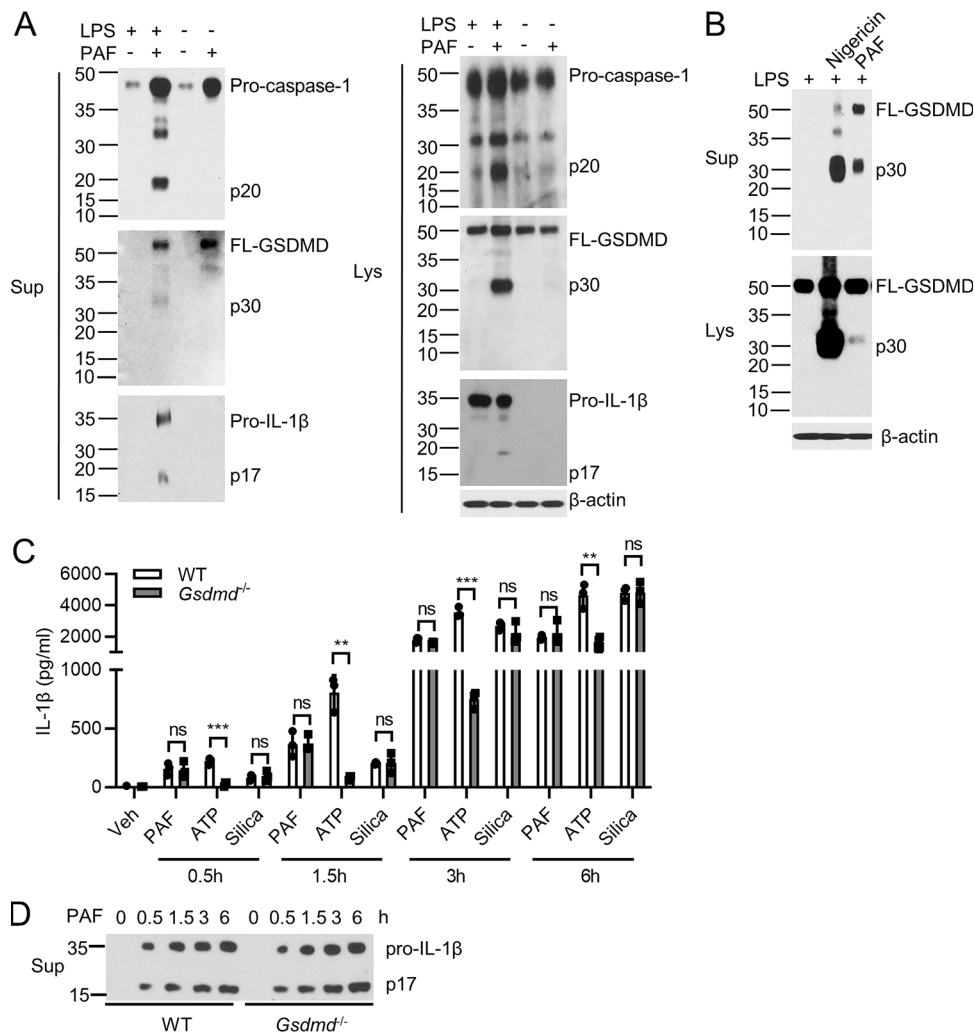 A
LPS + + - -
PAF - + - +
50
35
30
20
15
10
Pro-caspase-1
p20
50
35
30
20
15
10
FL-GSDMD
p30
35
30
20
15
Pro-IL-1β
p17
Sup
LPS + + - -
PAF - + - +
50
35
30
20
15
10
Pro-caspase-1
p20
50
35
30
20
15
10
FL-GSDMD
p30
35
30
20
15
Pro-IL-1β
p17
β-actin
Lys
B
Nigericin
PAF
LPS + + +
50
35
30
20
15
10
FL-GSDMD
p30
Sup
50
35
30
20
15
10
FL-GSDMD
p30
Lys
β-actin
C
WT
Gsdmd-/-
IL-1β (pg/ml)
6000
4000
2000
1000
500
0
ns *** ns ns ** ns ns *** ns ns ** ns
Veh PAF ATP Silica PAF ATP Silica PAF ATP Silica PAF ATP Silica
0.5h 1.5h 3h 6h
D
PAF 0 0.5 1.5 3 6 0 0.5 1.5 3 6 h
35
pro-IL-1β
Sup
15
p17
WT Gsdmd-/-